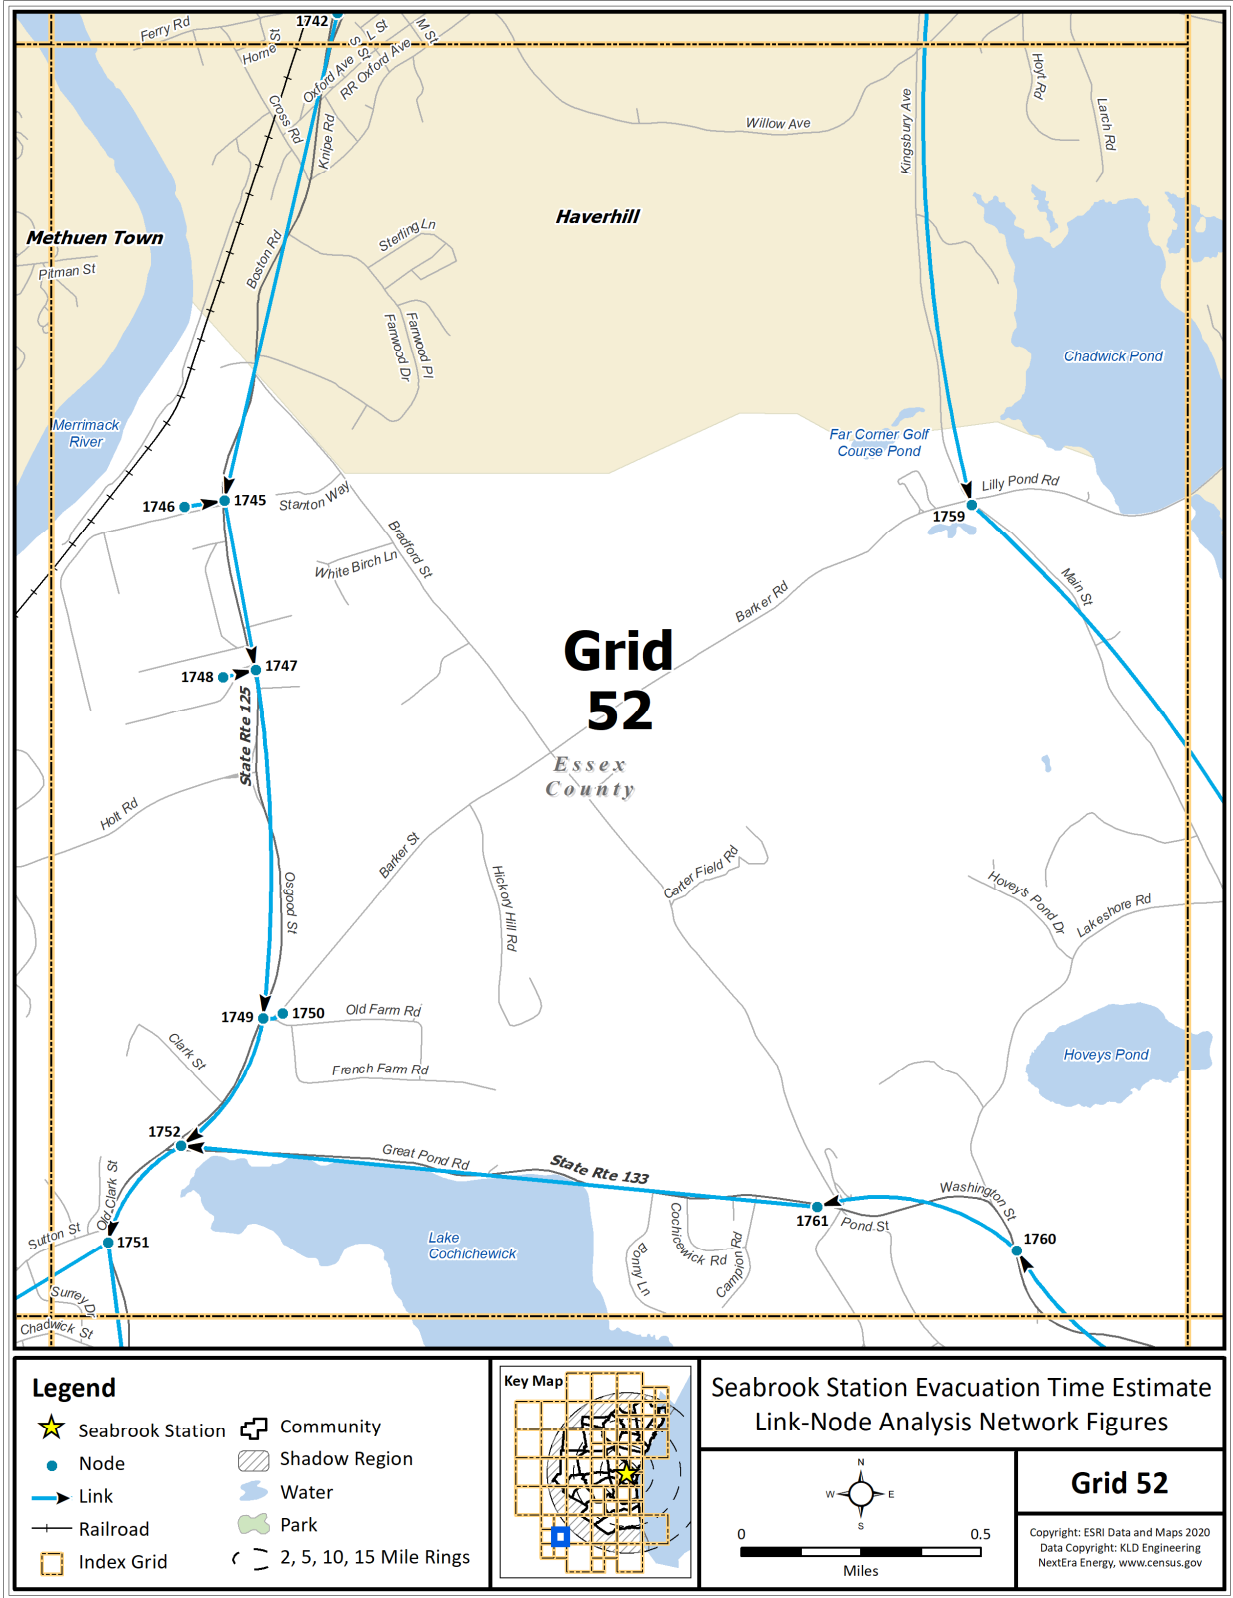 1742
Ferry Rd
Horne St
S St
L St
M St
Oxford Ave
RR Oxford Ave
Cross Rd
Knipe Rd
Willow Ave
Kingsbury Ave
Hoyt Rd
Larch Rd
Methuen Town
Haverhill
Pitman St
Boston Rd
Sterling Ln
Farrwood Dr
Farrwood Pl
Chadwick Pond
Merrimack
River
Far Corner Golf
Course Pond
1746
1745
Stanton Way
Lilly Pond Rd
1759
Bradford St
White Birch Ln
Barker Rd
Main St
Grid
52
1748
1747
State Rte 125
Essex
County
Holt Rd
Barker St
Carter Field Rd
Hickory Hill Rd
Osgood St
Hovey's Pond Dr
Lakeshore Rd
1749
1750
Old Farm Rd
Clark St
French Farm Rd
Hoveys Pond
1752
Great Pond Rd
State Rte 133
Washington St
Old Clark St
1761
Pond St
1760
Sutton St
1751
Lake
Cochichewick
Cochicewick Rd
Bonny Ln
Campion Rd
Surrey Dr
Chadwick St
Legend
Seabrook Station
Node
Link
Railroad
Index Grid
Community
Shadow Region
Water
Park
2, 5, 10, 15 Mile Rings
Key Map
Seabrook Station Evacuation Time Estimate
Link-Node Analysis Network Figures
N
W E
S
0 0.5
Miles
Grid 52
Copyright: ESRI Data and Maps 2020
Data Copyright: KLD Engineering
NextEra Energy, www.census.gov